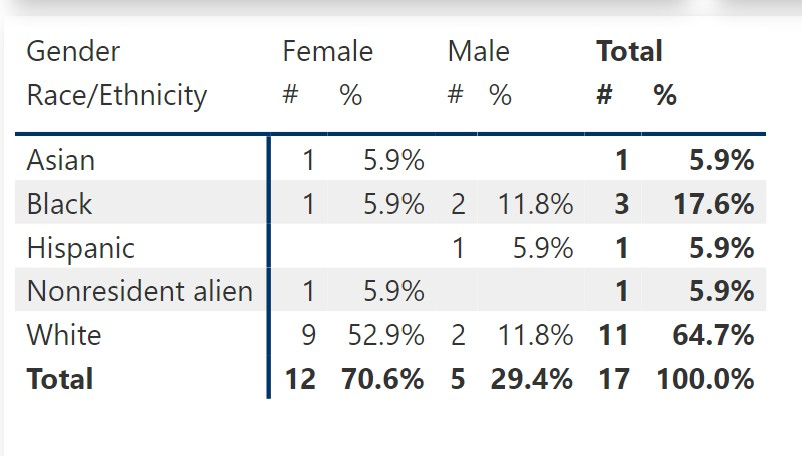 Gender Female Male Total
Race/Ethnicity # % # % # %
Asian 1 5.9% 1 5.9%
Black 1 5.9% 2 11.8% 3 17.6%
Hispanic 1 5.9% 1 5.9%
Nonresident alien 1 5.9% 1 5.9%
White 9 52.9% 2 11.8% 11 64.7%
Total 12 70.6% 5 29.4% 17 100.0%